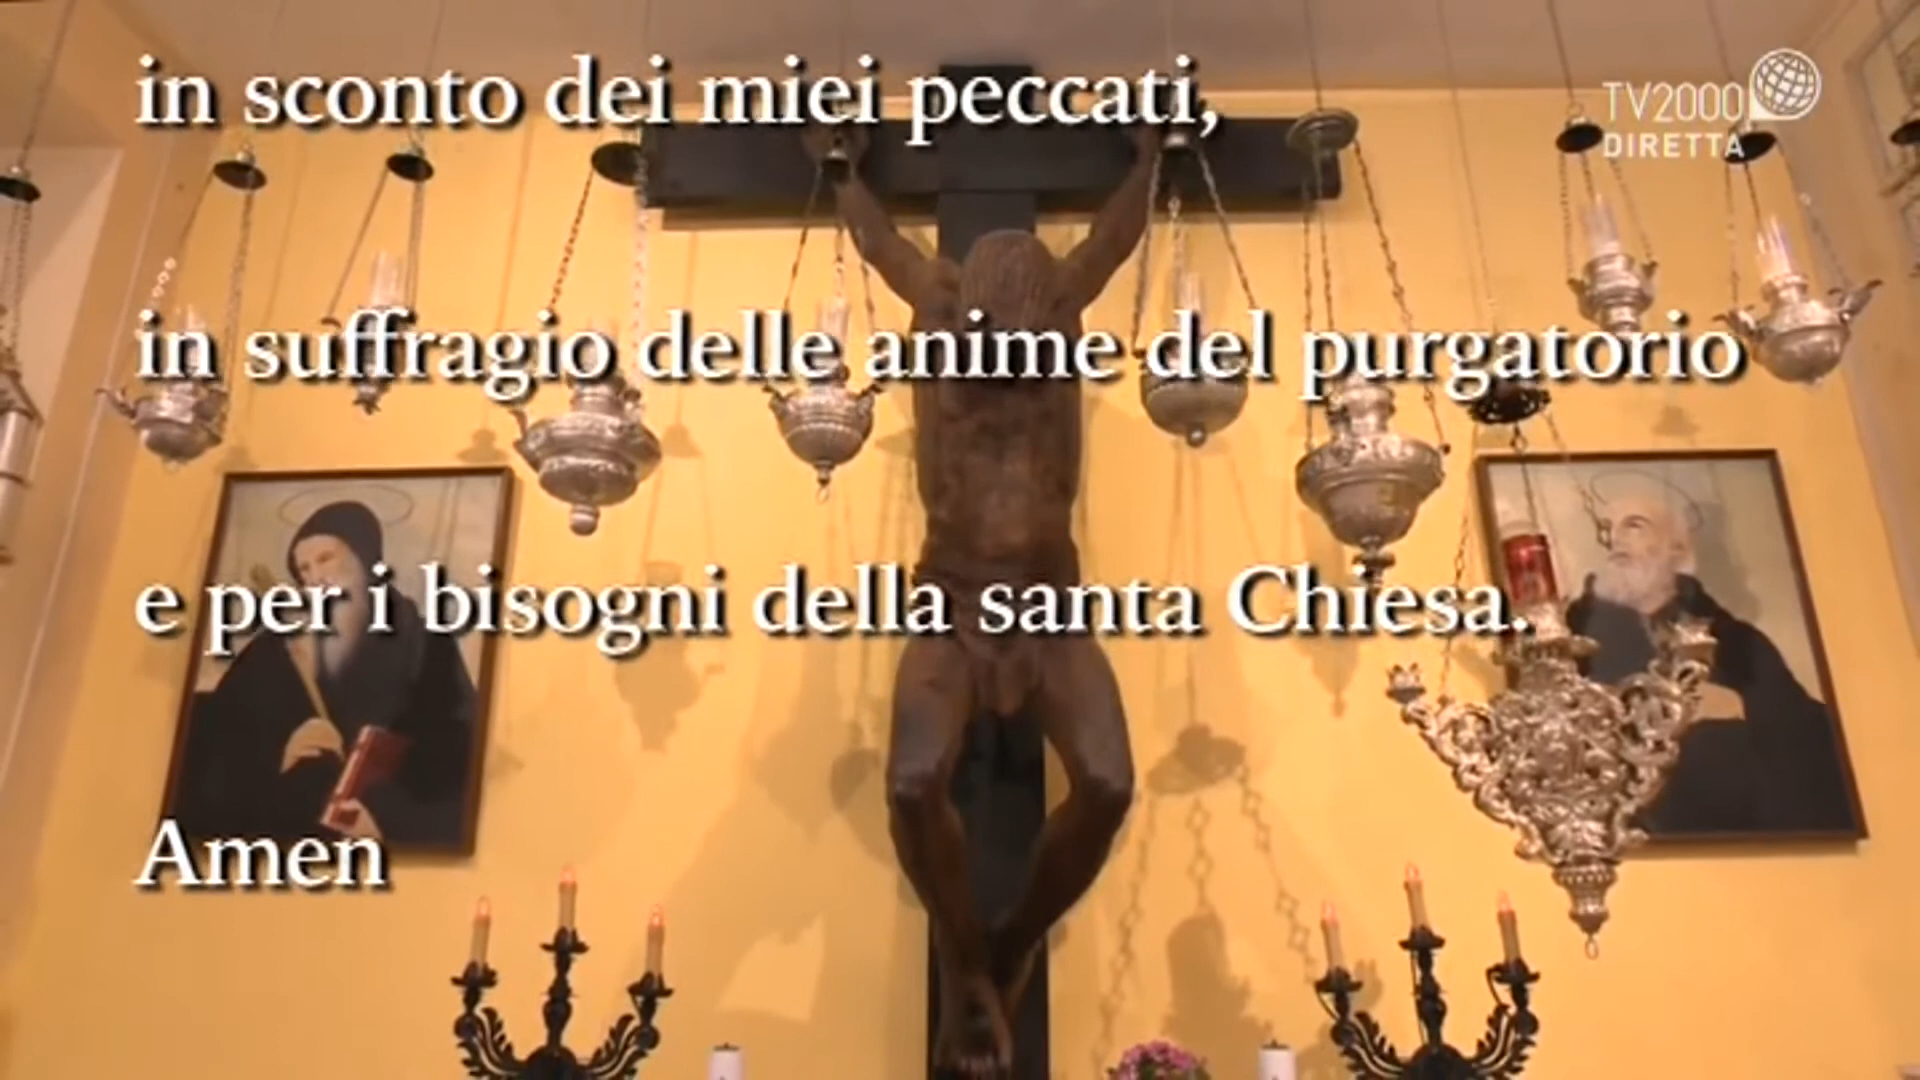 in sconto dei miei peccati,
TV2000
DIRETTA
in suffragio delle anime del purgatorio
e per i bisogni della santa Chiesa.
Amen